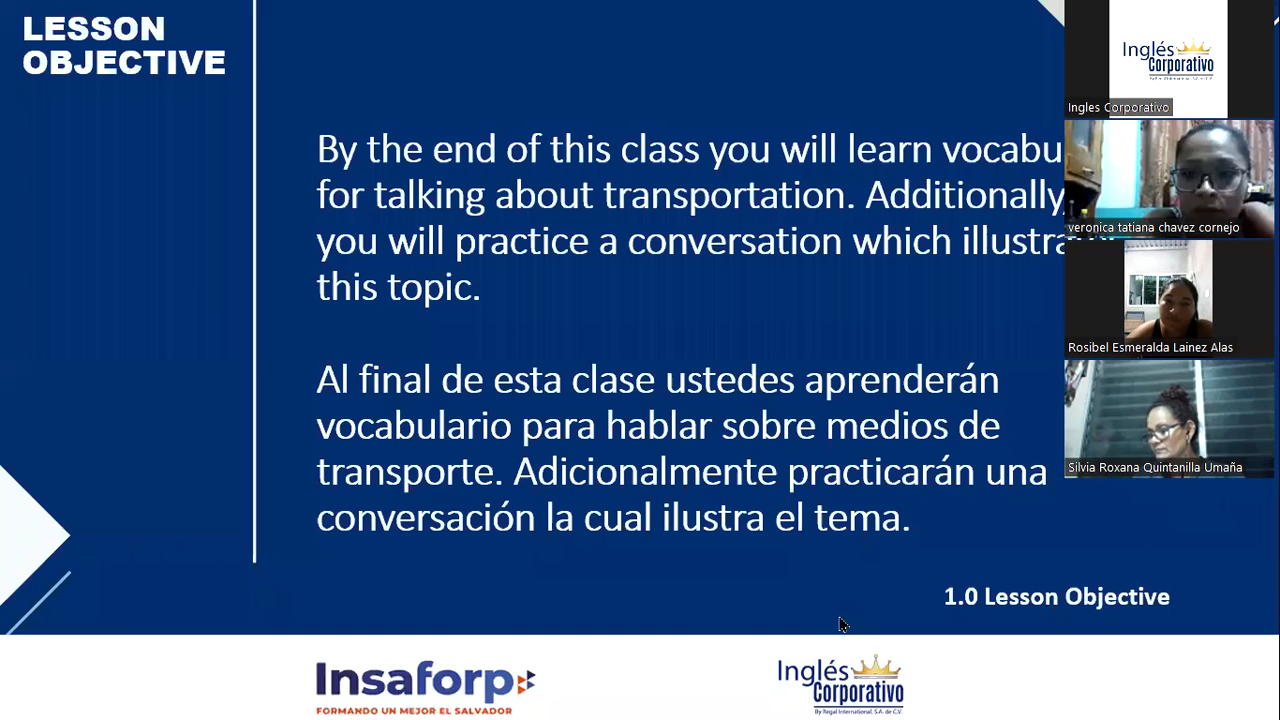 LESSON
OBJECTIVE
By the end of this class you will learn vocabu
for talking about transportation. Additionally,
you will practice a conversation which illustra
this topic.
Al final de esta clase ustedes aprenderán
vocabulario para hablar sobre medios de
transporte. Adicionalmente practicarán una
conversación la cual ilustra el tema.
1.0 Lesson Objective
Insaforp
FORMANDO UN MEJOR EL SALVADOR
Inglés
Corporativo
By Regal International, S.A. de C.V.
Inglés
Corporativo
Ingles Corporativo
veronica tatiana chavez cornejo
Rosibel Esmeralda Lainez Alas
Silvia Roxana Quintanilla Umaña